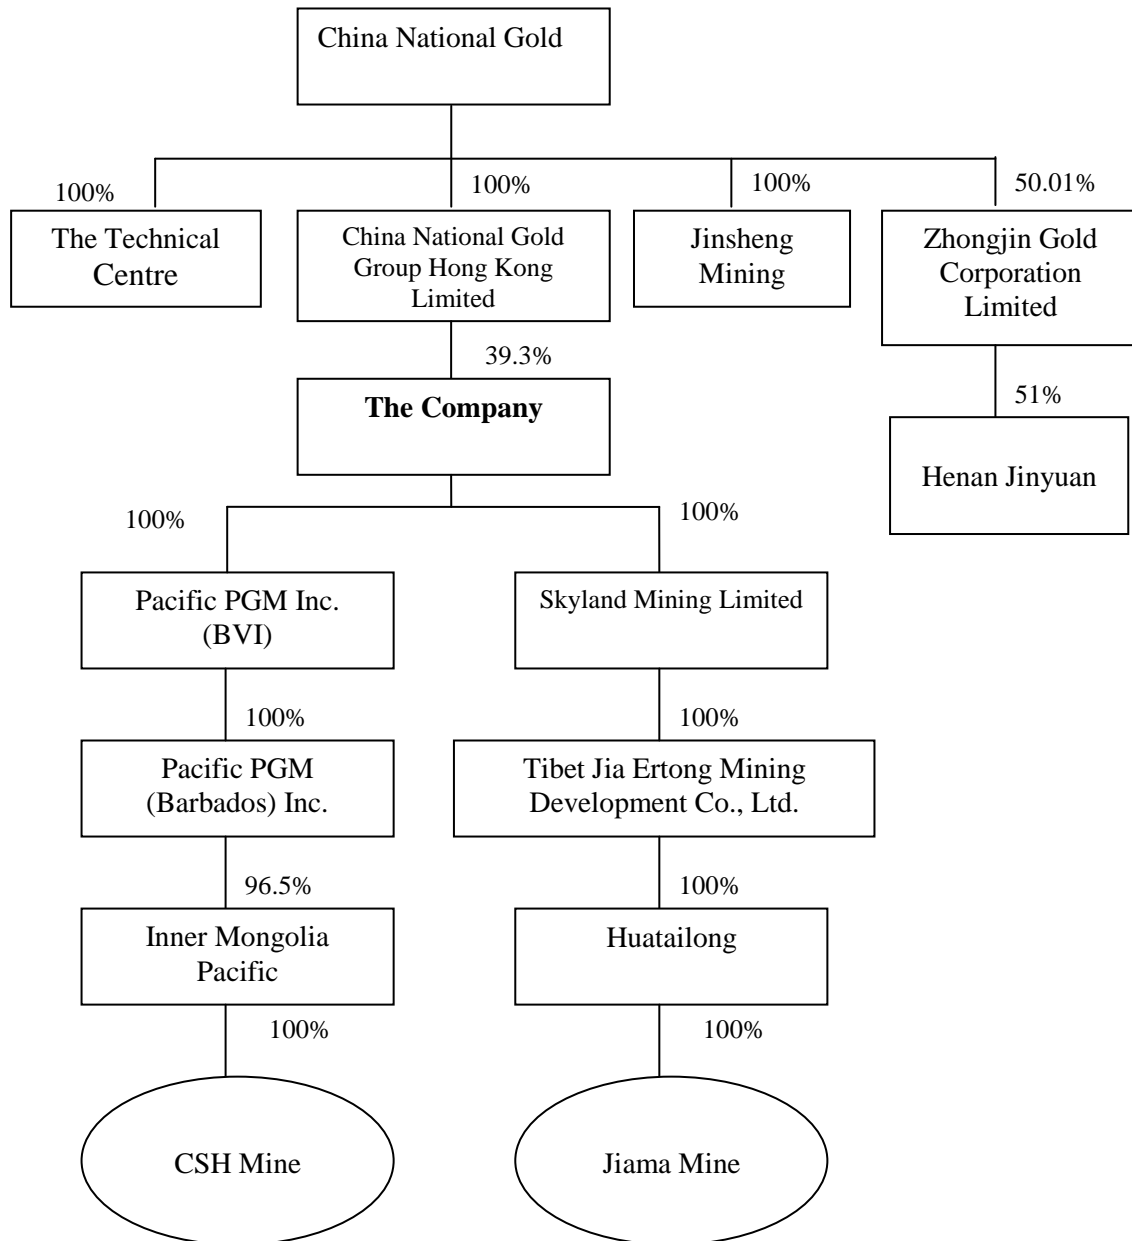 China National Gold
100%
100%
100%
50.01%
The Technical
Centre
China National Gold
Group Hong Kong
Limited
Jinsheng
Mining
Zhongjin Gold
Corporation
Limited
39.3%
51%
The Company
Henan Jinyuan
100%
100%
Pacific PGM Inc.
(BVI)
Skyland Mining Limited
100%
100%
Pacific PGM
(Barbados) Inc.
Tibet Jia Ertong Mining
Development Co., Ltd.
96.5%
100%
Inner Mongolia
Pacific
Huatailong
100%
100%
CSH Mine
Jiama Mine